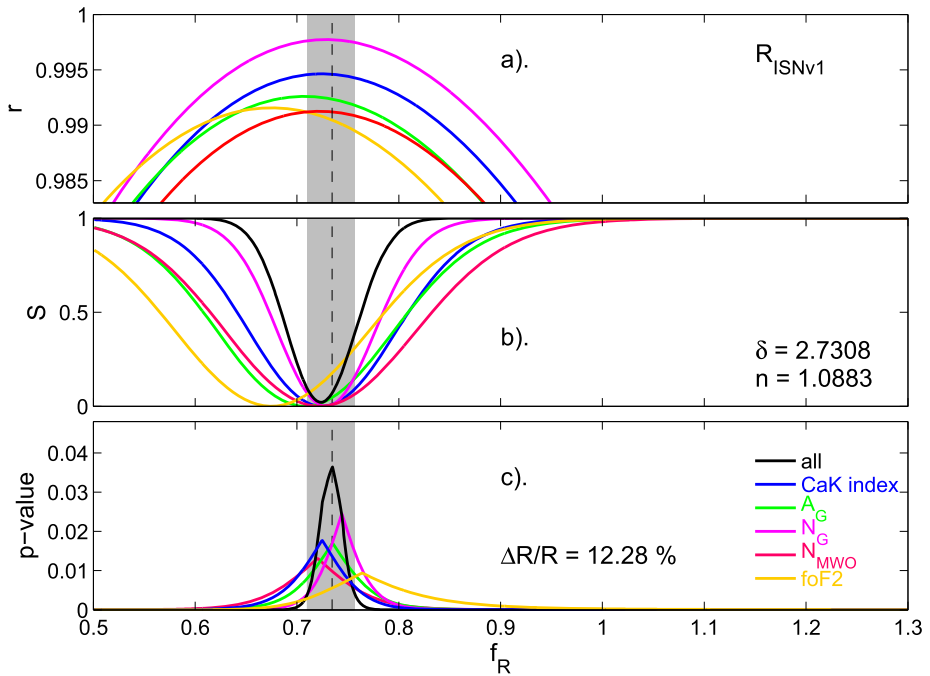 a).
R_ISNv1
r
0.995
0.99
0.985
b).
S
1
0.5
0
δ = 2.7308
n = 1.0883
c).
p−value
0.04
0.03
0.02
0.01
0
ΔR/R = 12.28 %
all
CaK index
A_G
N_G
N_MWO
foF2
0.5 0.6 0.7 0.8 0.9 1 1.1 1.2 1.3
f_R